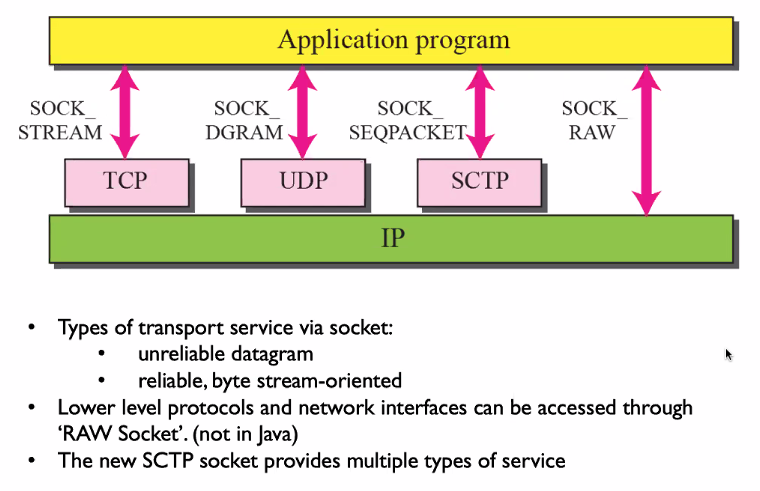 Application program
SOCK_
STREAM
SOCK_
DGRAM
SOCK_
SEQPACKET
SOCK_
RAW
TCP
UDP
SCTP
IP
• Types of transport service via socket:
• unreliable datagram
• reliable, byte stream-oriented
• Lower level protocols and network interfaces can be accessed through
‘RAW Socket’. (not in Java)
• The new SCTP socket provides multiple types of service